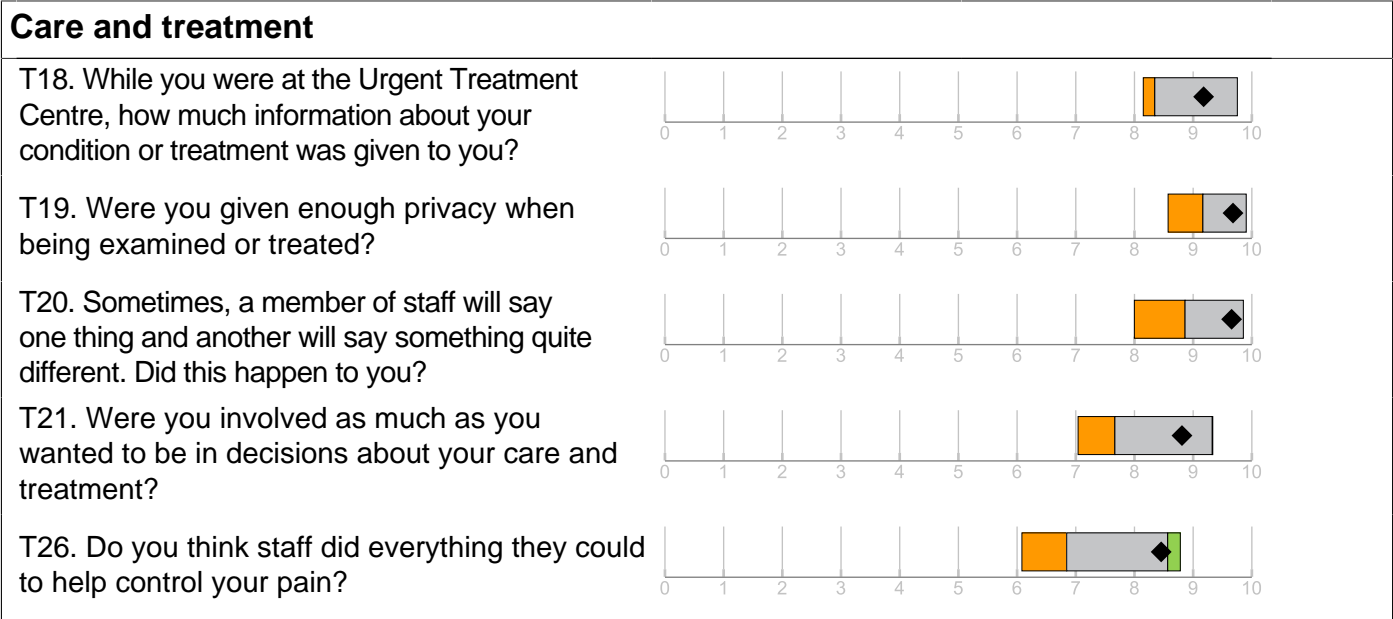 Care and treatment
T18. While you were at the Urgent Treatment
Centre, how much information about your
condition or treatment was given to you?
0 1 2 3 4 5 6 7 8 9 10
T19. Were you given enough privacy when
being examined or treated?
0 1 2 3 4 5 6 7 8 9 10
T20. Sometimes, a member of staff will say
one thing and another will say something quite
different. Did this happen to you?
0 1 2 3 4 5 6 7 8 9 10
T21. Were you involved as much as you
wanted to be in decisions about your care and
treatment?
0 1 2 3 4 5 6 7 8 9 10
T26. Do you think staff did everything they could
to help control your pain?
0 1 2 3 4 5 6 7 8 9 10